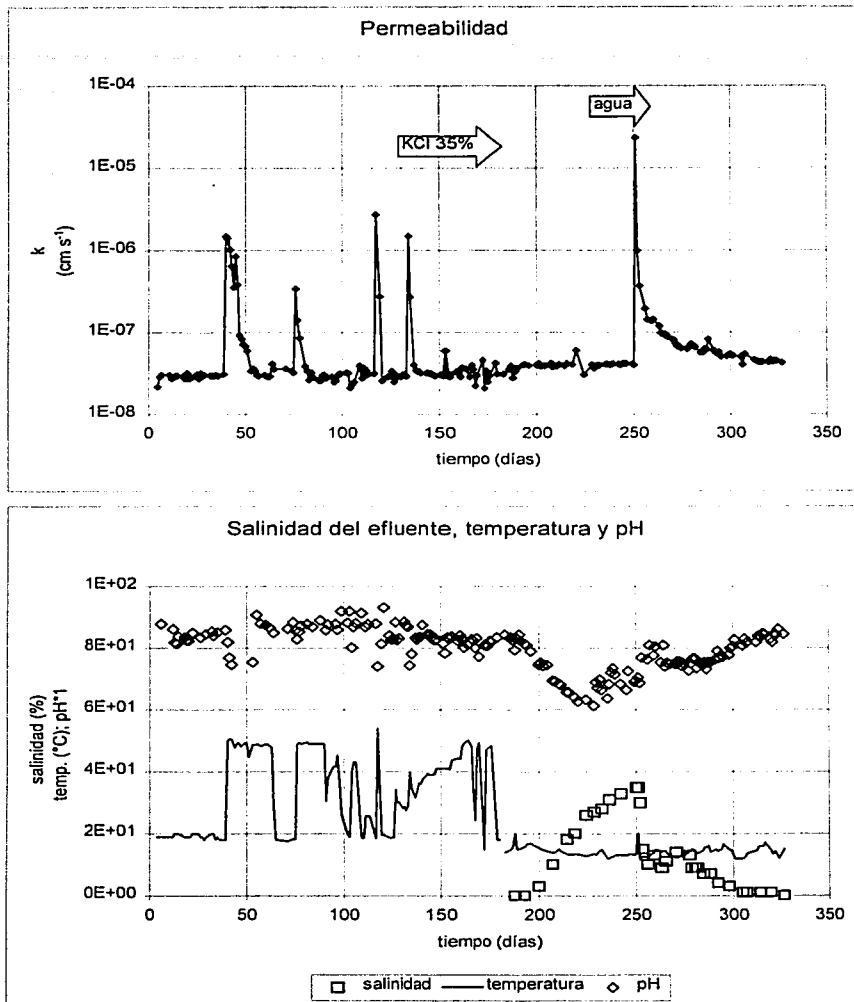 Permeabilidad
1E-04
1E-05
1E-06
1E-07
1E-08
k
(cm s⁻¹)
KCl 35%
agua
0 50 100 150 200 250 300 350
tiempo (días)
Salinidad del efluente, temperatura y pH
1E+02
8E+01
6E+01
4E+01
2E+01
0E+00
salinidad (%)
temp. (°C); pH*1
0 50 100 150 200 250 300 350
tiempo (días)
salinidad temperatura pH